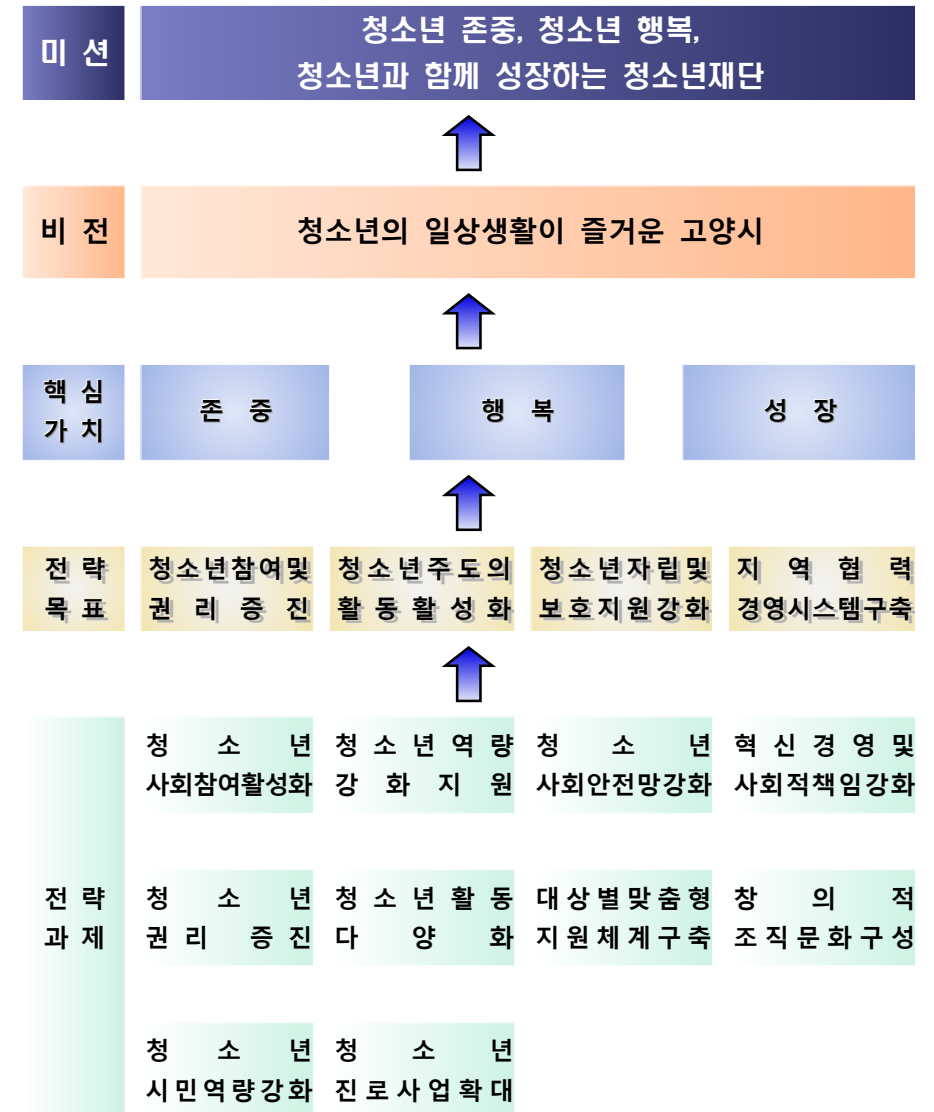 미 션
청소년 존중, 청소년 행복,
청소년과 함께 성장하는 청소년재단
비 전
청소년의 일상생활이 즐거운 고양시
핵 심
가 치
존 중
행 복
성 장
전 략
목 표
청소년참여및
권 리 증 진
청소년주도의
활 동 활 성 화
청소년자립및
보호지원강화
지 역 협 력
경영시스템구축
전 략
과 제
청 소 년
사회참여활성화
청 소 년 역 량
강 화 지 원
청 소 년
사회안전망강화
혁 신 경 영 및
사회적책임강화
청 소 년
권 리 증 진
청 소 년 활 동
다 양 화
대 상 별 맞 춤 형
지 원 체 계 구 축
창 의 적
조 직 문 화 구 성
청 소 년
시 민 역 량 강 화
청 소 년
진 로 사 업 확 대